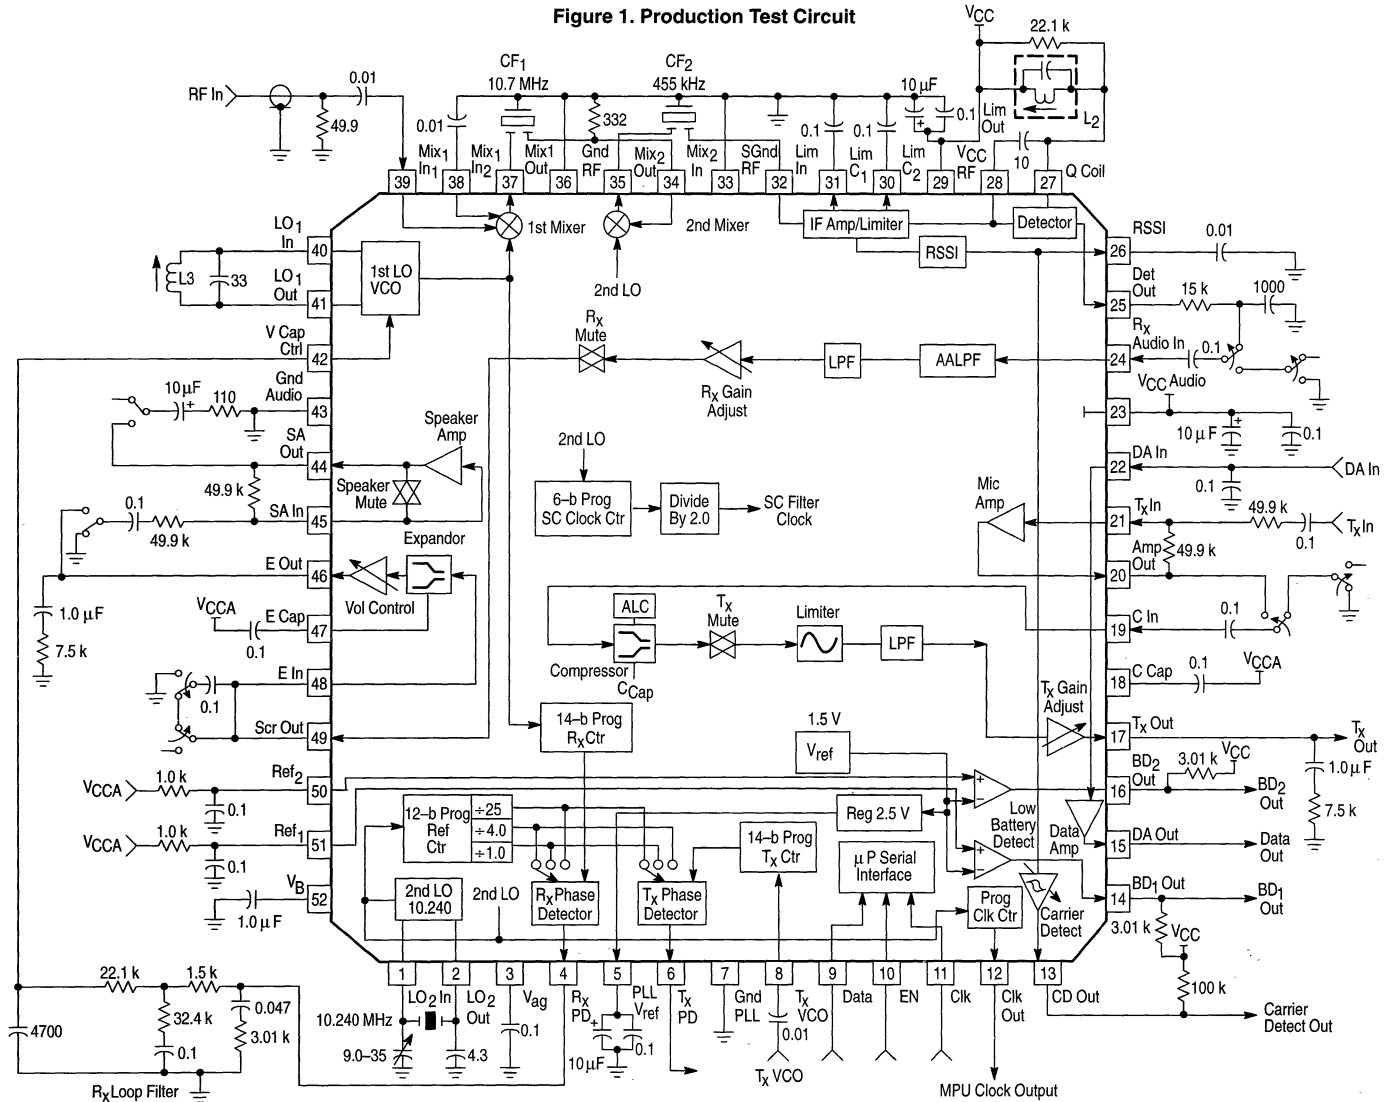 Figure 1. Production Test Circuit
VCC
22.1 k
L2
Lim
Out
VCC
RF
10
Q Coil
RF In
0.01
49.9
0.01
CF1
10.7 MHz
332
CF2
455 kHz
0.1
0.1
10 µF
+
0.1
Mix1
In1
Mix1
In2
Mix1
Out
Gnd
RF
Mix2
Out
Mix2
In
SGnd
RF
Lim
In
Lim
C1
Lim
C2
39
38
37
36
35
34
33
32
31
30
29
28
27
1st Mixer
2nd Mixer
2nd LO
IF Amp/Limiter
Detector
RSSI
LO1
In
40
L3
33
LO1
Out
41
1st LO
VCO
V Cap
Ctrl
42
Gnd
Audio
43
10 µF
+
110
SA
Out
44
49.9 k
SA In
45
0.1
49.9 k
Speaker
Amp
Speaker
Mute
E Out
46
Vol Control
Expandor
1.0 µF
7.5 k
VCCA
E Cap
47
0.1
E In
48
0.1
Scr Out
49
VCCA
1.0 k
Ref2
50
0.1
VCCA
1.0 k
Ref1
51
0.1
VB
52
1.0 µF
RSSI
26
0.01
Det
Out
25
15 k
1000
Rx
Audio In
24
0.1
VCC Audio
23
10 µF
+
0.1
DA In
22
DA In
0.1
Tx In
21
49.9 k
0.1
Tx In
Amp
Out
20
49.9 k
C In
19
0.1
C Cap
18
0.1
VCCA
Tx Out
17
Tx
Out
1.0 µF
7.5 k
BD2
Out
16
3.01 k
VCC
BD2
Out
DA Out
15
Data
Out
BD1 Out
14
BD1
Out
3.01 k
VCC
100 k
Carrier
Detect Out
Rx
Mute
Rx Gain
Adjust
LPF
AALPF
2nd LO
6–b Prog
SC Clock Ctr
Divide
By 2.0
SC Filter
Clock
Mic
Amp
ALC
Compressor
CCap
Tx
Mute
Limiter
LPF
Tx Gain
Adjust
14–b Prog
Rx Ctr
1.5 V
Vref
+
–
Low
Battery
Detect
+
–
Data
Amp
12–b Prog
Ref
Ctr
÷25
÷4.0
÷1.0
Reg 2.5 V
14–b Prog
Tx Ctr
µ P Serial
Interface
2nd LO
10.240
2nd LO
Rx Phase
Detector
Tx Phase
Detector
Prog
Clk Ctr
Carrier
Detect
1
2
3
4
5
6
7
8
9
10
11
12
13
LO2 In
LO2
Out
Vag
Rx
PD
PLL
Vref
Tx
PD
Gnd
PLL
Tx
VCO
Data
EN
Clk
Clk
Out
CD Out
10.240 MHz
9.0–35
4.3
0.1
+
10 µF
0.1
0.01
Tx VCO
MPU Clock Output
22.1 k
1.5 k
32.4 k
0.047
3.01 k
0.1
4700
Rx Loop Filter